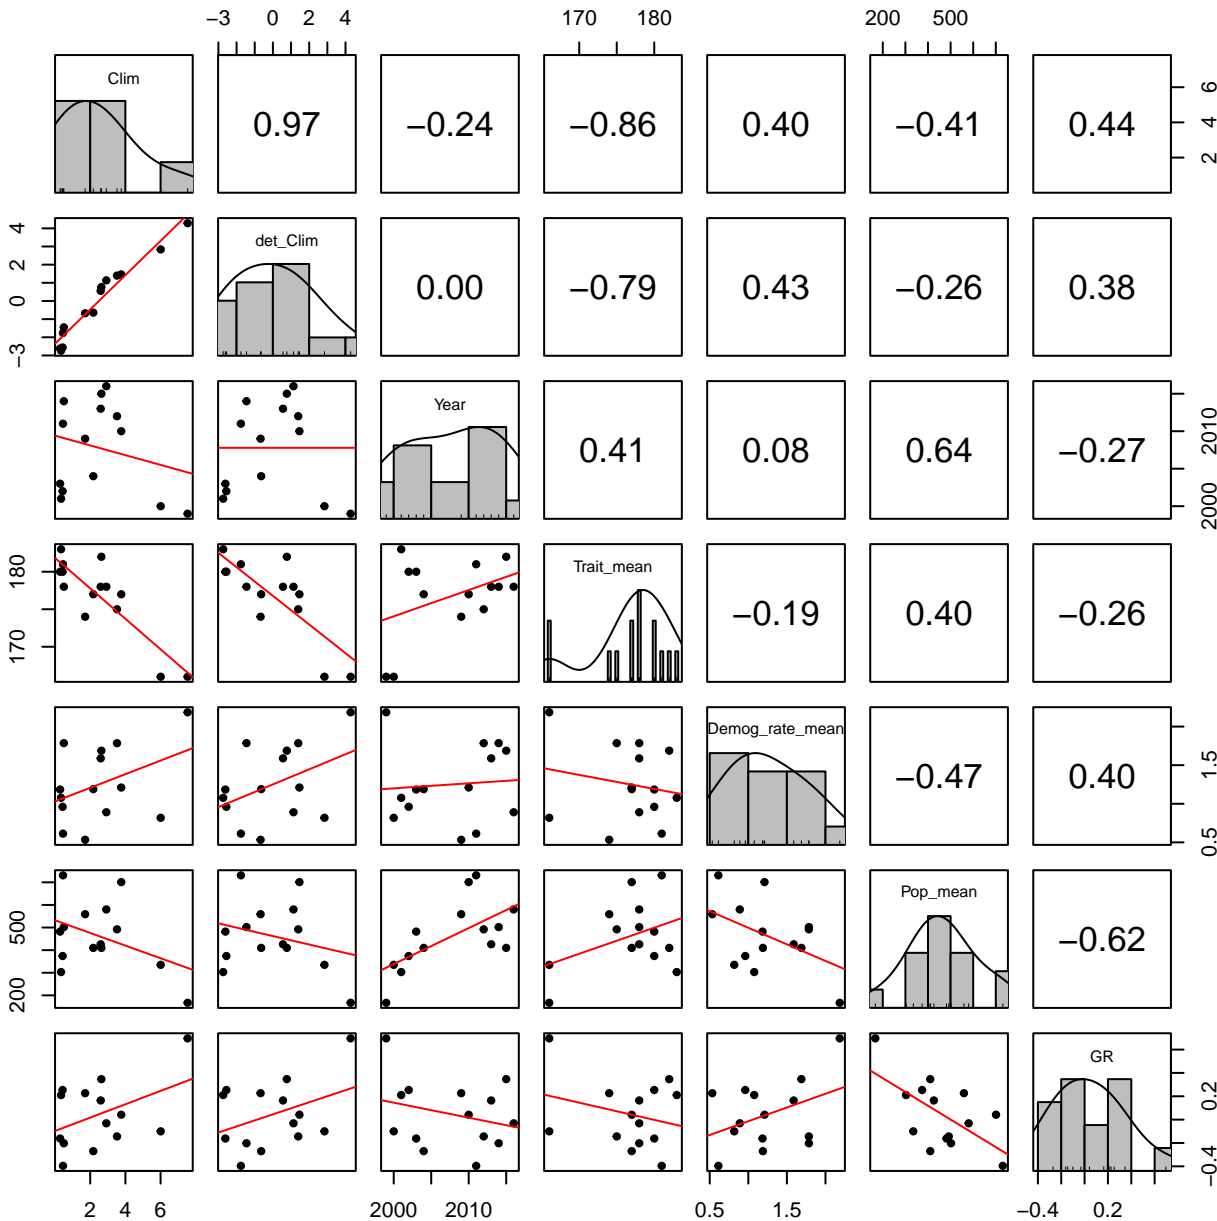 −3 0 2 4 170 180 200 500
Clim 0.97 −0.24 −0.86 0.40 −0.41 0.44 2 4 6
−3 0 2 4 det_Clim 0.00 −0.79 0.43 −0.26 0.38
Year 0.41 0.08 0.64 −0.27 2000 2010
170 180 Trait_mean −0.19 0.40 −0.26
Demog_rate_mean −0.47 0.40 0.5 1.5
200 500 Pop_mean −0.62
GR −0.4 0.2
2 4 6 2000 2010 0.5 1.5 −0.4 0.2